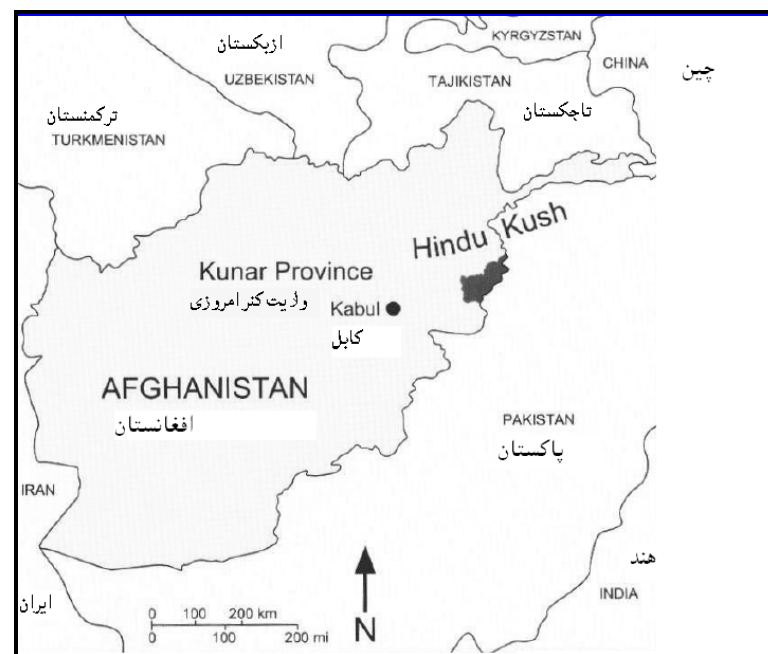 ازبکستان
UZBEKISTAN
KYRGYZSTAN
CHINA
چین
TAJIKISTAN
تاجکستان
ترکمنستان
TURKMENISTAN
Hindu Kush
Kunar Province
ولایت کنر امروزی
Kabul
کابل
AFGHANISTAN
افغانستان
PAKISTAN
پاکستان
IRAN
ایران
هند
INDIA
0 100 200 km
0 100 200 mi
N